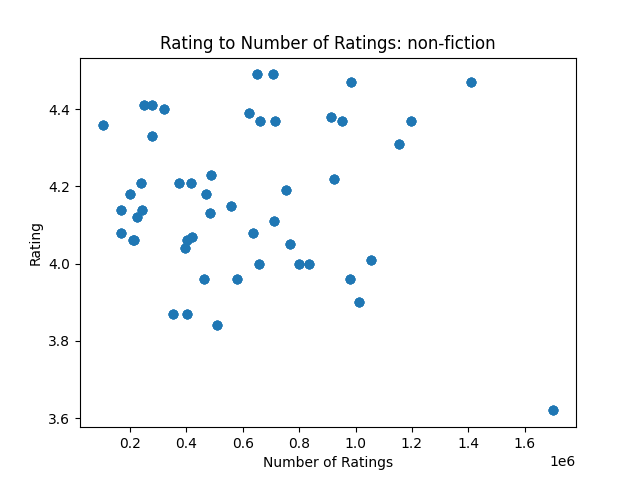 Rating to Number of Ratings: non-fiction
4.4
4.2
4.0
3.8
3.6
Rating
0.2 0.4 0.6 0.8 1.0 1.2 1.4 1.6
1e6
Number of Ratings